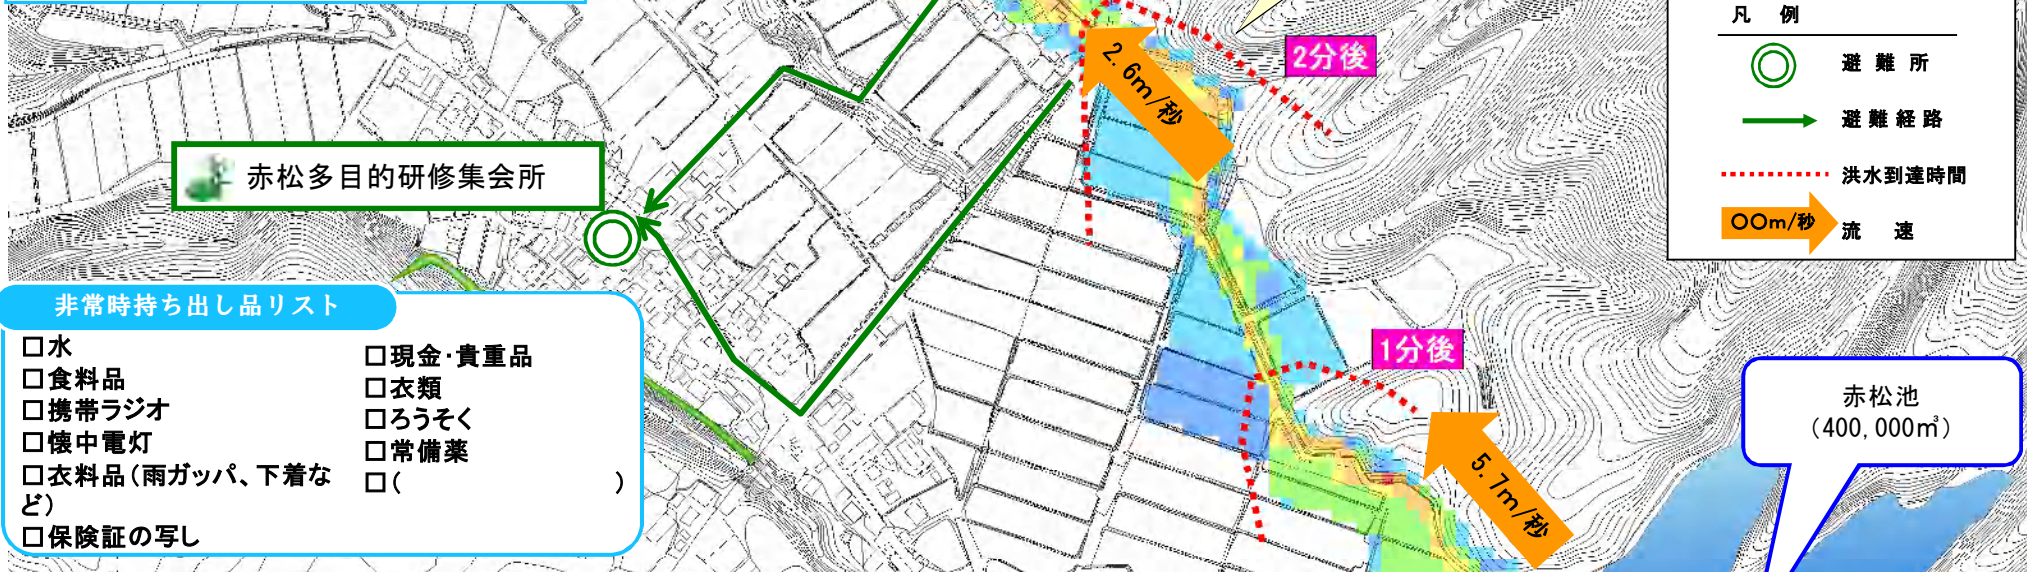 凡 例
避難所
避難経路
洪水到達時間
〇〇m/秒
流 速
2分後
2.6m/秒
赤松多目的研修集会所
1分後
5.7m/秒
赤松池
(400,000㎥)
非常時持ち出し品リスト
□水
□食料品
□携帯ラジオ
□懐中電灯
□衣料品(雨ガッパ、下着な
ど)
□保険証の写し
□現金・貴重品
□衣類
□ろうそく
□常備薬
□( )